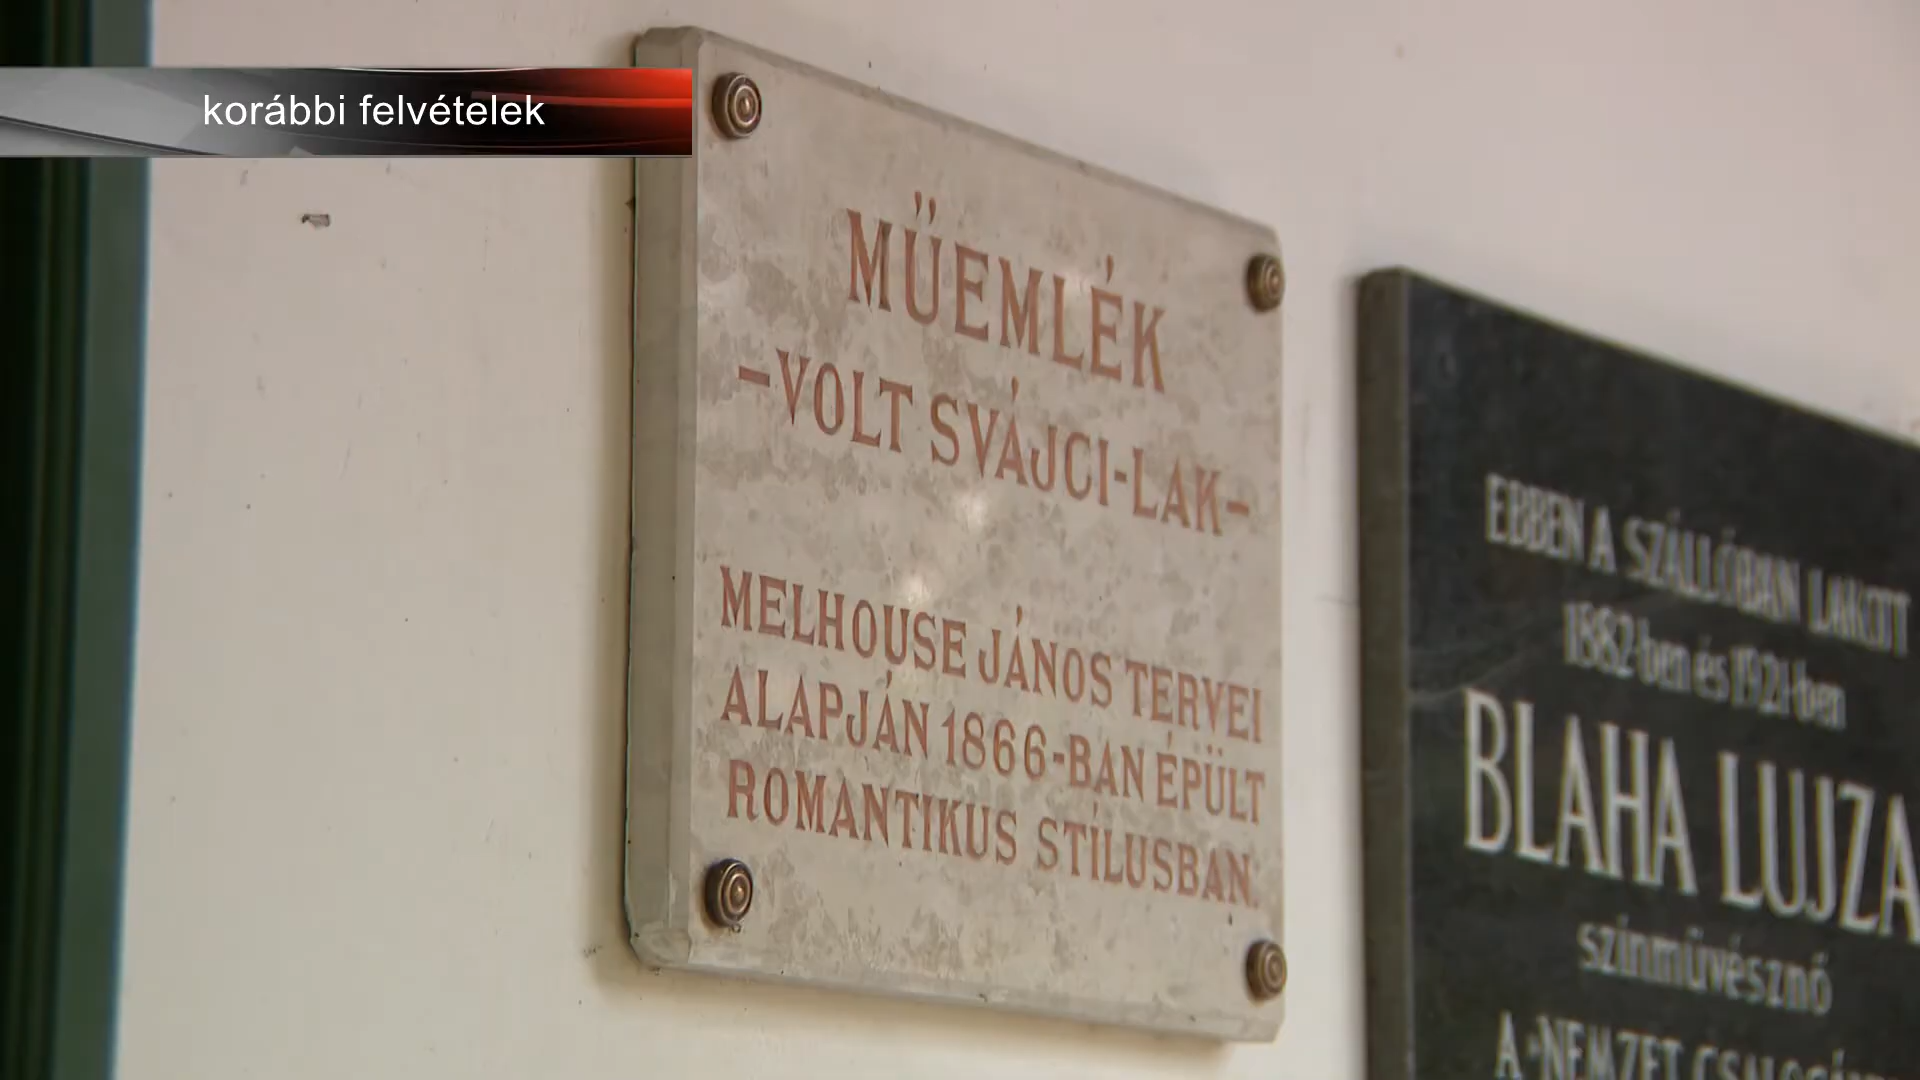 korábbi felvételek
MŰEMLÉK
-VOLT SVÁJCI-LAK-
MELHOUSE JÁNOS TERVEI
ALAPJÁN 1866-BAN ÉPÜLT
ROMANTIKUS STÍLUSBAN.
EBBEN A SZÁLLÓBAN LAKOTT
1882-ben és 1921-ben
BLAHA LUJZA
színművésznő
A NEMZET